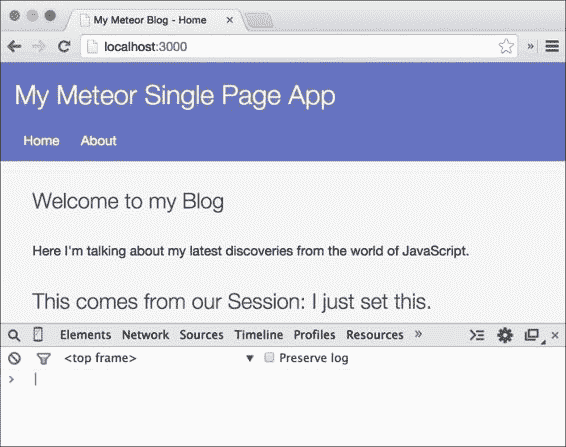 My Meteor Blog - Home
localhost:3000
»
My Meteor Single Page App
Home About
Welcome to my Blog
Here I'm talking about my latest discoveries from the world of JavaScript.
This comes from our Session: I just set this.
Elements Network Sources Timeline Profiles Resources »
<top frame> Preserve log